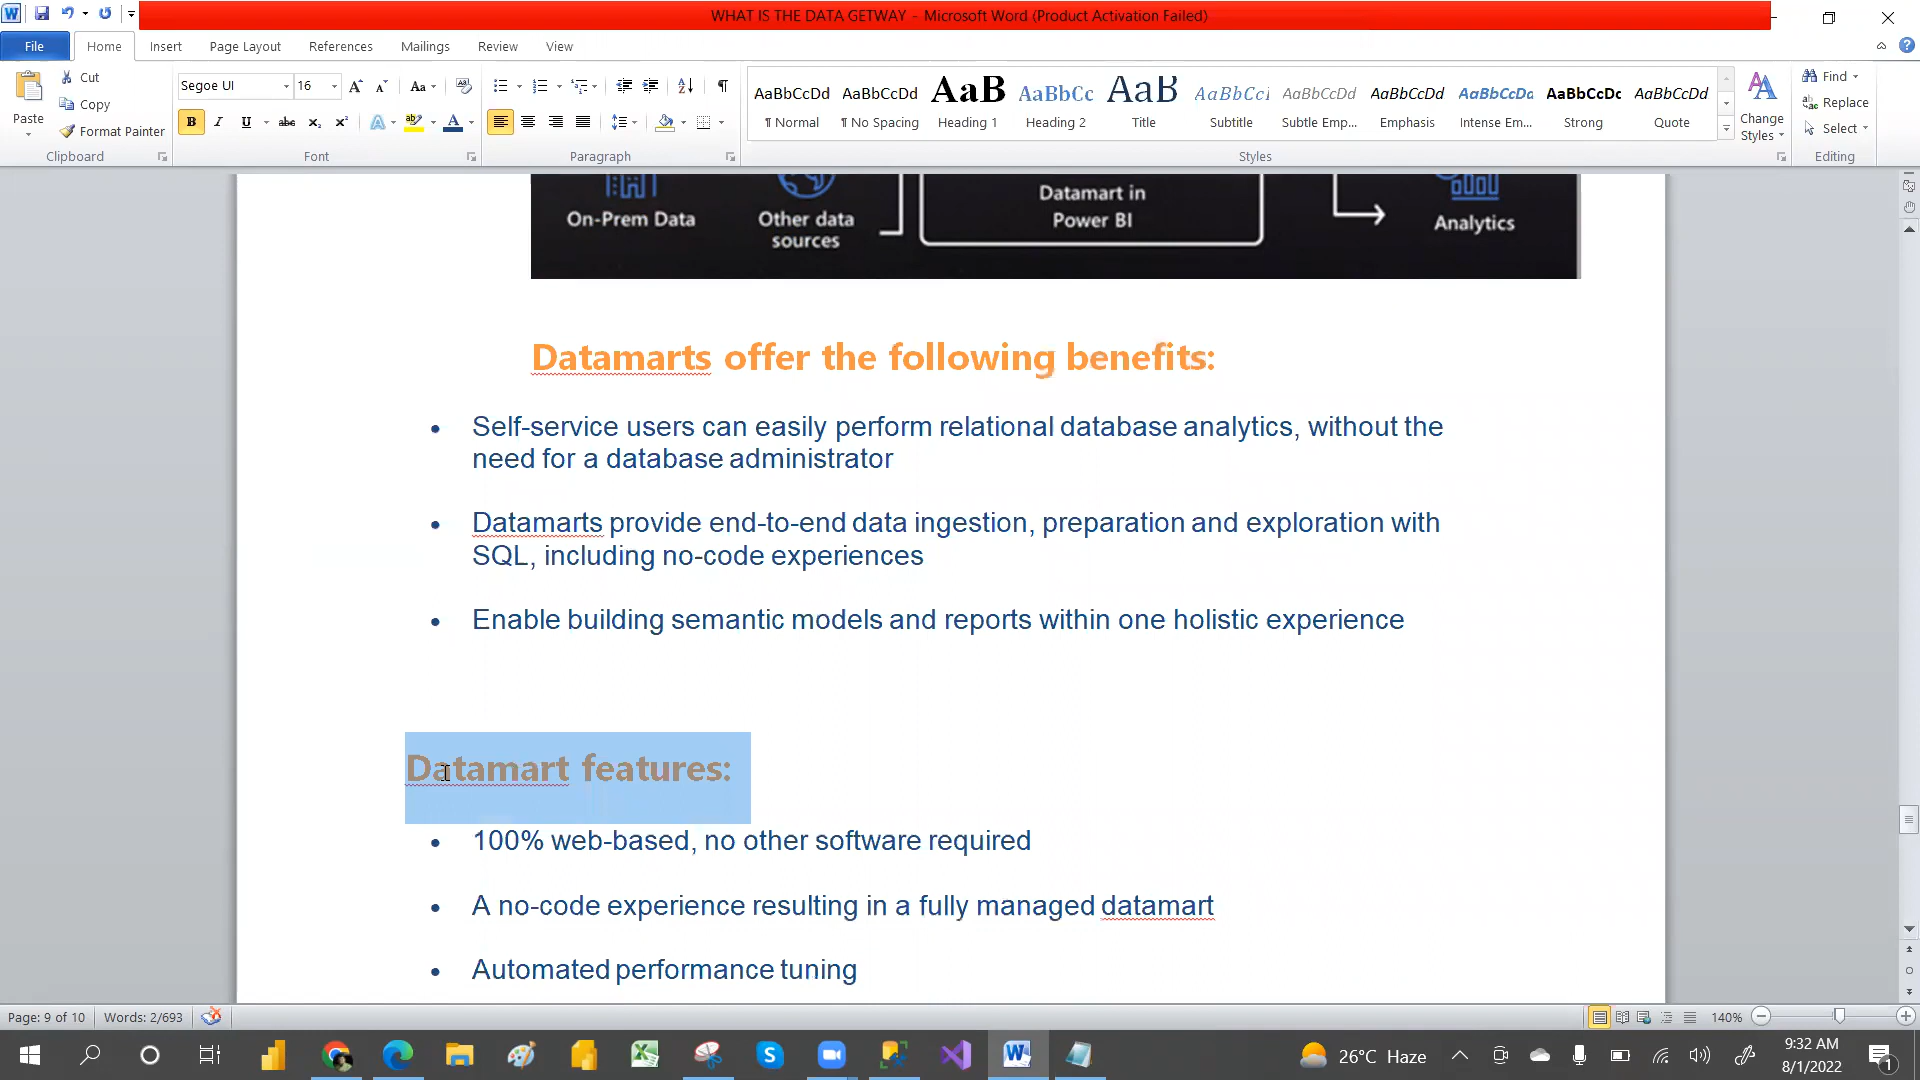 WHAT IS THE DATA GETWAY - Microsoft Word (Product Activation Failed)
File Home Insert Page Layout References Mailings Review View
Paste
Cut
Copy
Format Painter
Clipboard
Segoe UI 16
Font
Paragraph
AaBbCcDd AaBbCcDd AaB AaBbCc AaB AaBbCcI AaBbCcDd AaBbCcDd AaBbCcDd AaBbCcDc AaBbCcDd
¶ Normal ¶ No Spacing Heading 1 Heading 2 Title Subtitle Subtle Emp... Emphasis Intense Em... Strong Quote
Styles
Change
Styles
Find
Replace
Select
Editing
On-Prem Data
Other data
sources
Datamart in
Power BI
Analytics
Datamarts offer the following benefits:
• Self-service users can easily perform relational database analytics, without the
need for a database administrator
• Datamarts provide end-to-end data ingestion, preparation and exploration with
SQL, including no-code experiences
• Enable building semantic models and reports within one holistic experience
Datamart features:
• 100% web-based, no other software required
• A no-code experience resulting in a fully managed datamart
• Automated performance tuning
Page: 9 of 10 Words: 2/693 140%
26°C Haze
9:32 AM
8/1/2022
1